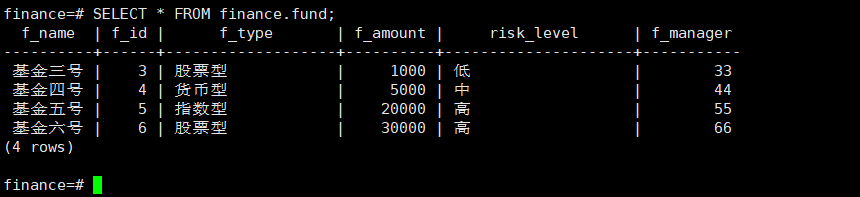 finance=# SELECT * FROM finance.fund;
  f_name  | f_id |       f_type       | f_amount |      risk_level      | f_manager
----------+------+--------------------+----------+----------------------+-----------
 基金三号 |    3 | 股票型             |     1000 | 低                   |        33
 基金四号 |    4 | 货币型             |     5000 | 中                   |        44
 基金五号 |    5 | 指数型             |    20000 | 高                   |        55
 基金六号 |    6 | 股票型             |    30000 | 高                   |        66
(4 rows)
finance=#